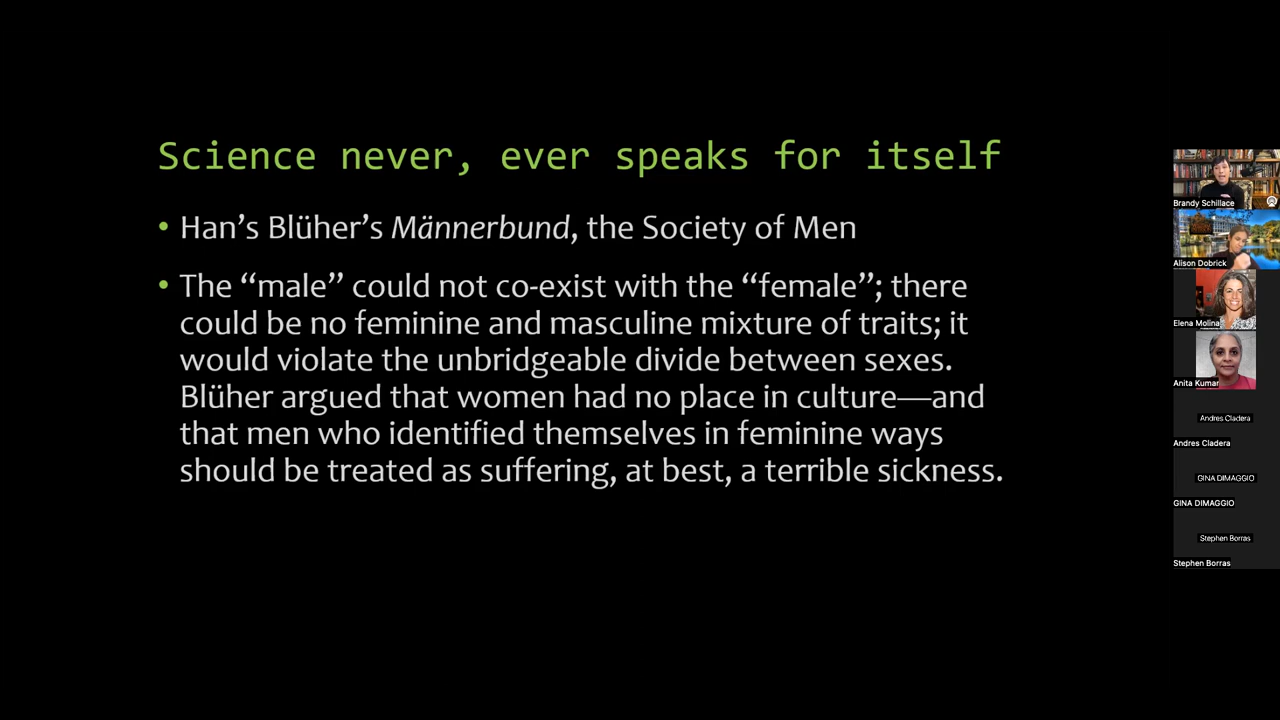 Science never, ever speaks for itself
• Han’s Blüher’s Männerbund, the Society of Men
• The “male” could not co-exist with the “female”; there
could be no feminine and masculine mixture of traits; it
would violate the unbridgeable divide between sexes.
Blüher argued that women had no place in culture—and
that men who identified themselves in feminine ways
should be treated as suffering, at best, a terrible sickness.
Brandy Schillace
Alison Dobrick
Elena Molina
Anita Kumar
Andres Cladera
Andres Cladera
GINA DIMAGGIO
GINA DIMAGGIO
Stephen Borras
Stephen Borras